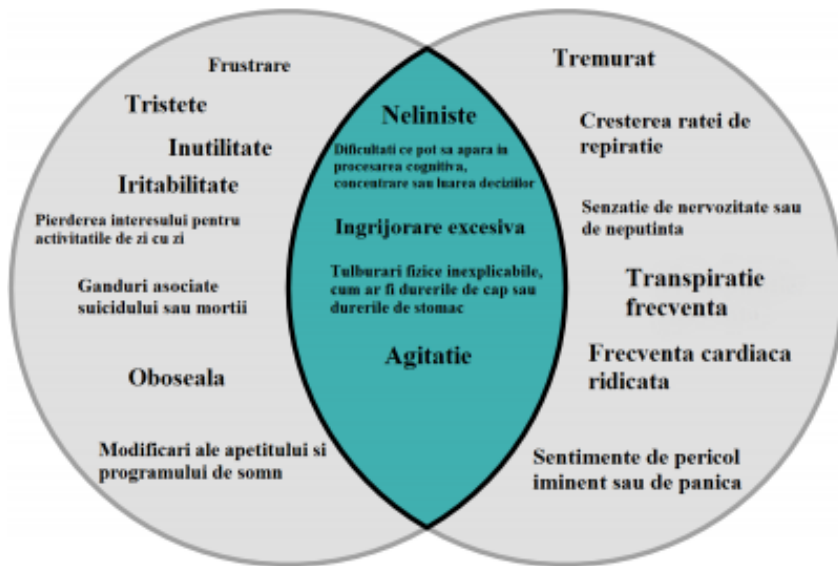 Frustrare
Tristete
Inutilitate
Iritabilitate
Pierderea interesului pentru
activitatile de zi cu zi
Ganduri asociate
suicidului sau mortii
Oboseala
Modificari ale apetitului si
programului de somn
Neliniste
Dificultati ce pot sa apara in
procesarea cognitiva,
concentrare sau luarea deciziilor
Ingrijorare excesiva
Tulburari fizice inexplicabile,
cum ar fi durerile de cap sau
durerile de stomac
Agitatie
Tremurat
Cresterea ratei de
repiratie
Senzatie de nervozitate sau
de neputinta
Transpiratie
frecventa
Frecventa cardiaca
ridicata
Sentimente de pericol
iminent sau de panica